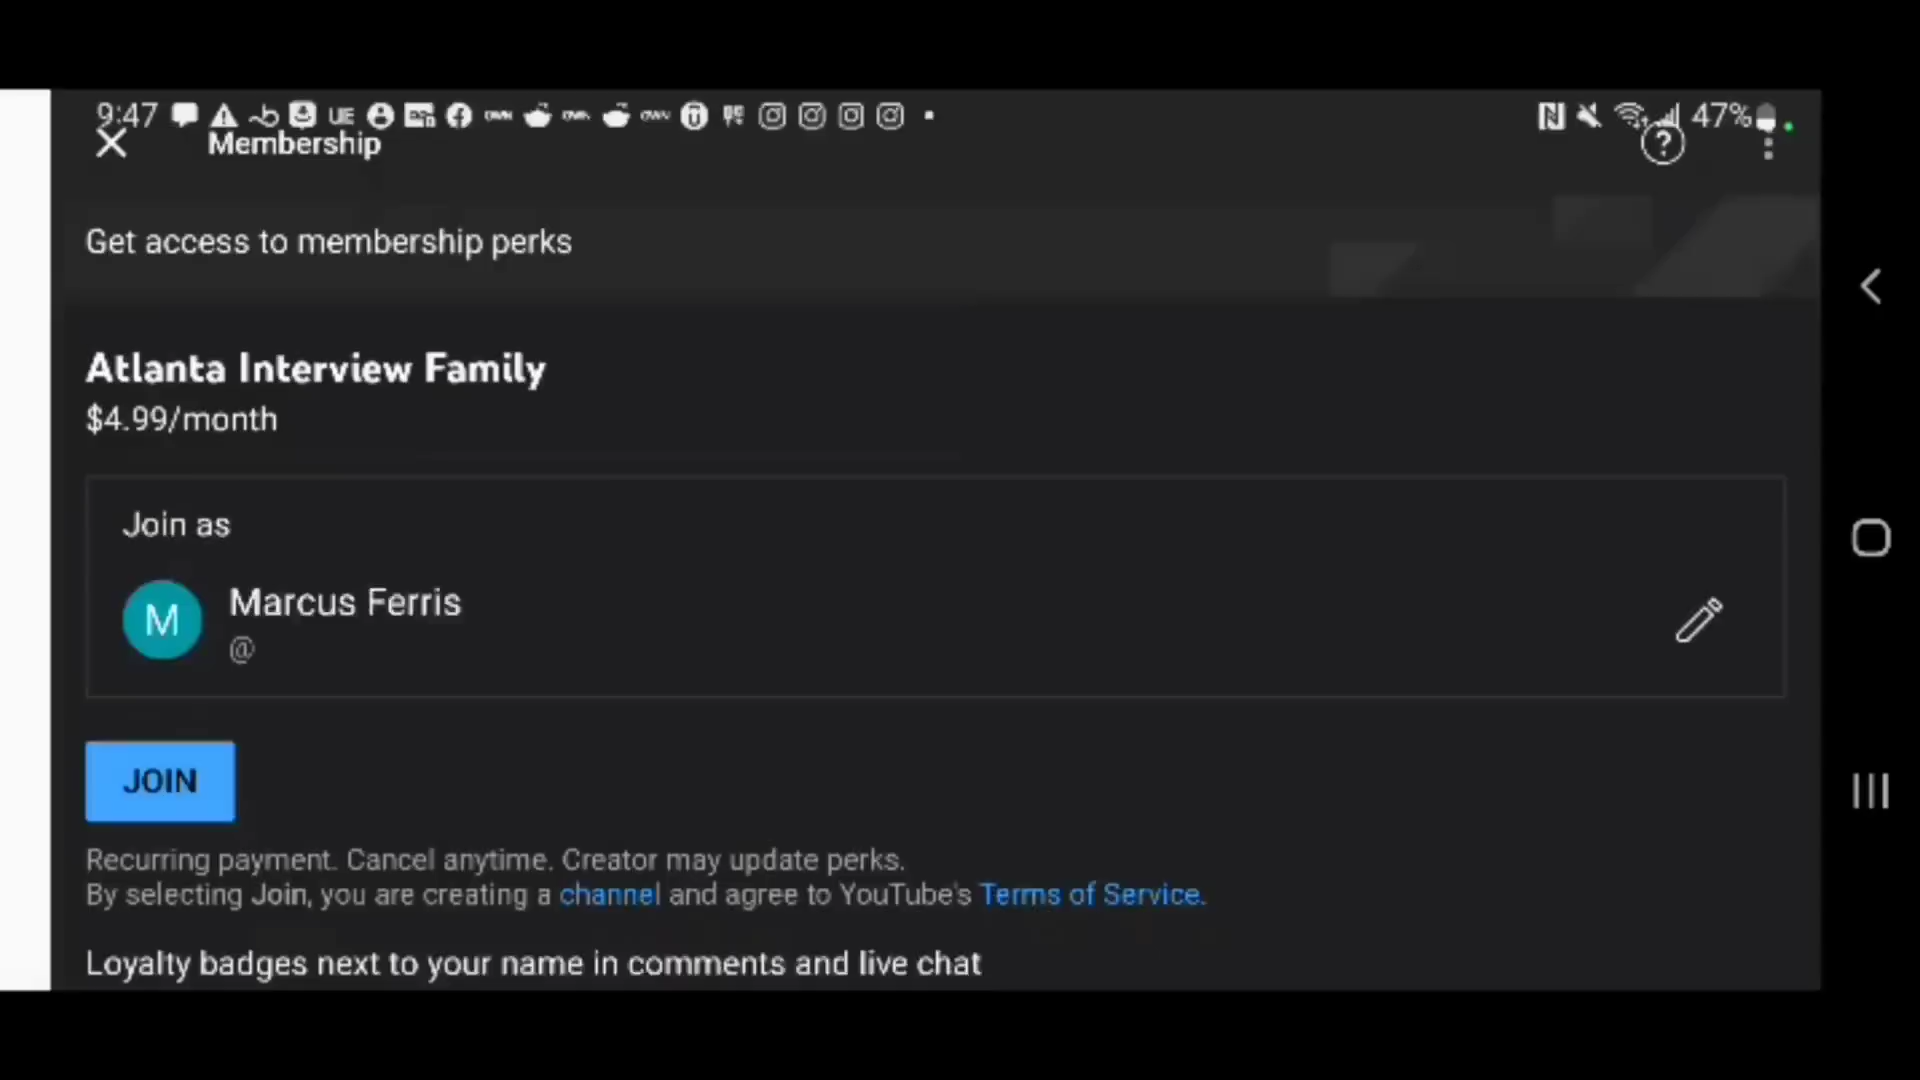 9:47
47%
Membership
Get access to membership perks
Atlanta Interview Family
$4.99/month
Join as
M
Marcus Ferris
@
JOIN
Recurring payment. Cancel anytime. Creator may update perks.
By selecting Join, you are creating a channel and agree to YouTube's Terms of Service.
Loyalty badges next to your name in comments and live chat